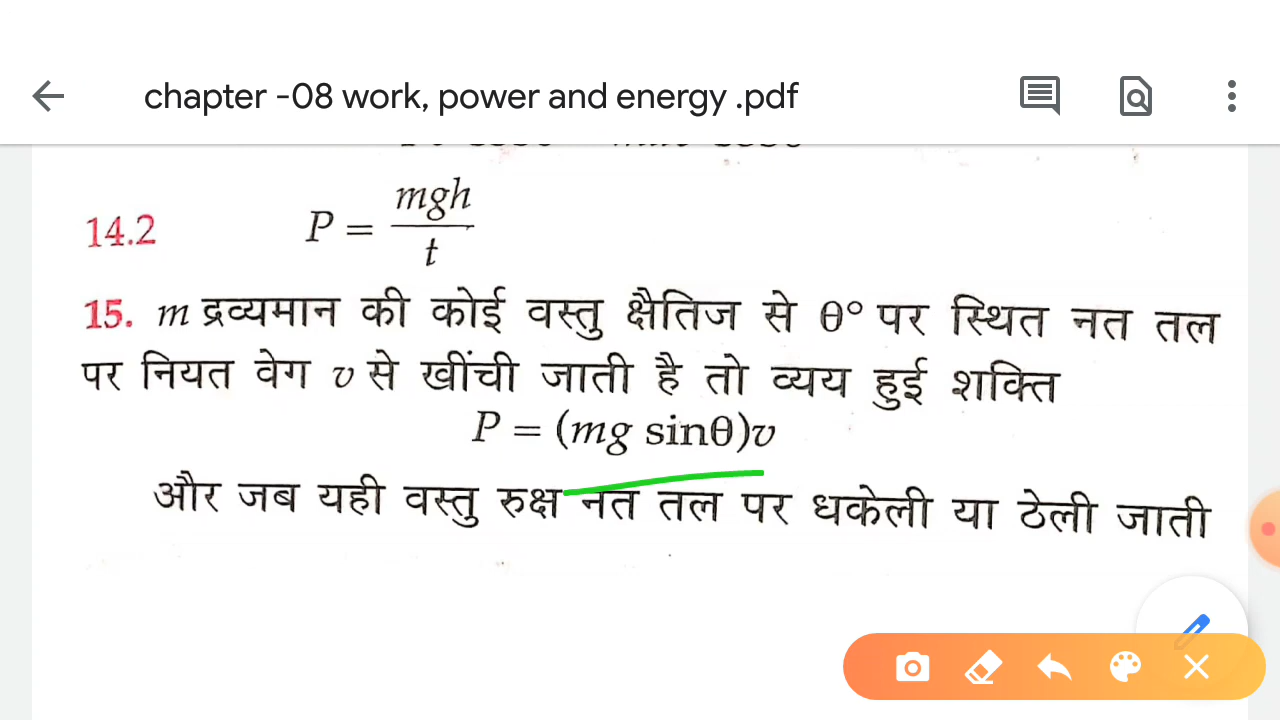 chapter -08 work, power and energy .pdf
14.2 P = mgh / t
15. m द्रव्यमान की कोई वस्तु क्षैतिज से θ° पर स्थित नत तल
पर नियत वेग v से खींची जाती है तो व्यय हुई शक्ति
P = (mg sinθ)v
और जब यही वस्तु रुक्ष नत तल पर धकेली या ठेली जाती